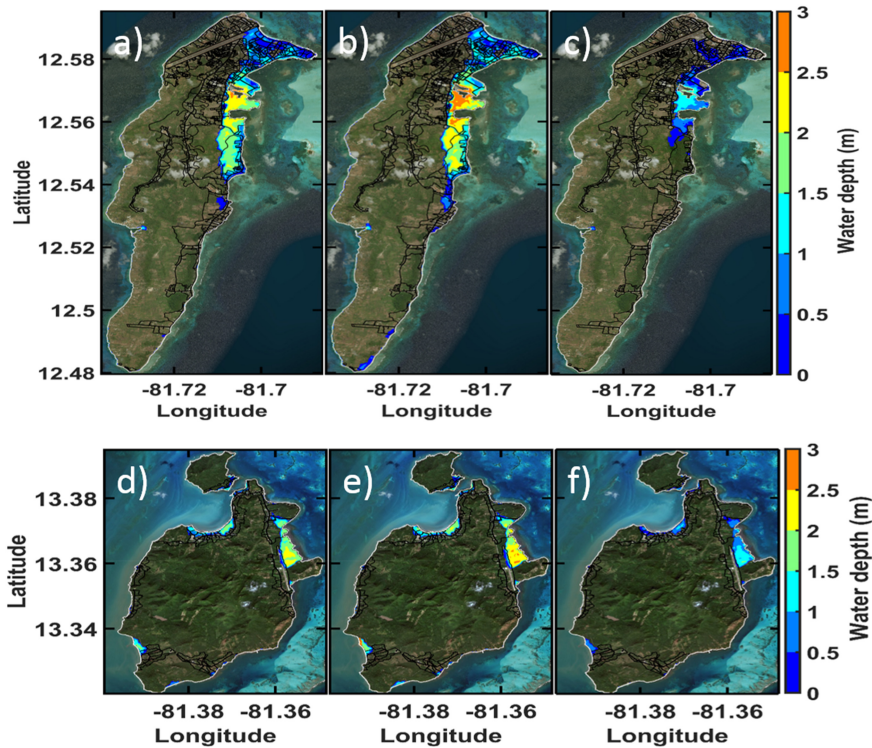 a) b) c)
12.58
12.56
12.54
12.52
12.5
12.48
Latitude
-81.72 -81.7 -81.72 -81.7 -81.72 -81.7
Longitude Longitude Longitude
3
2.5
2
1.5
1
0.5
0
Water depth (m)
d) e) f)
13.38
13.36
13.34
Latitude
-81.38 -81.36 -81.38 -81.36 -81.38 -81.36
Longitude Longitude Longitude
3
2.5
2
1.5
1
0.5
0
Water depth (m)